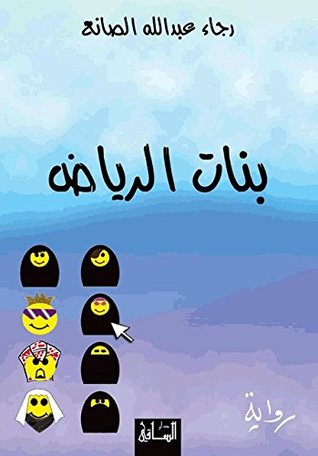 رجاء عبدالله الصانع
بنات الرياض
رواية
الساقي